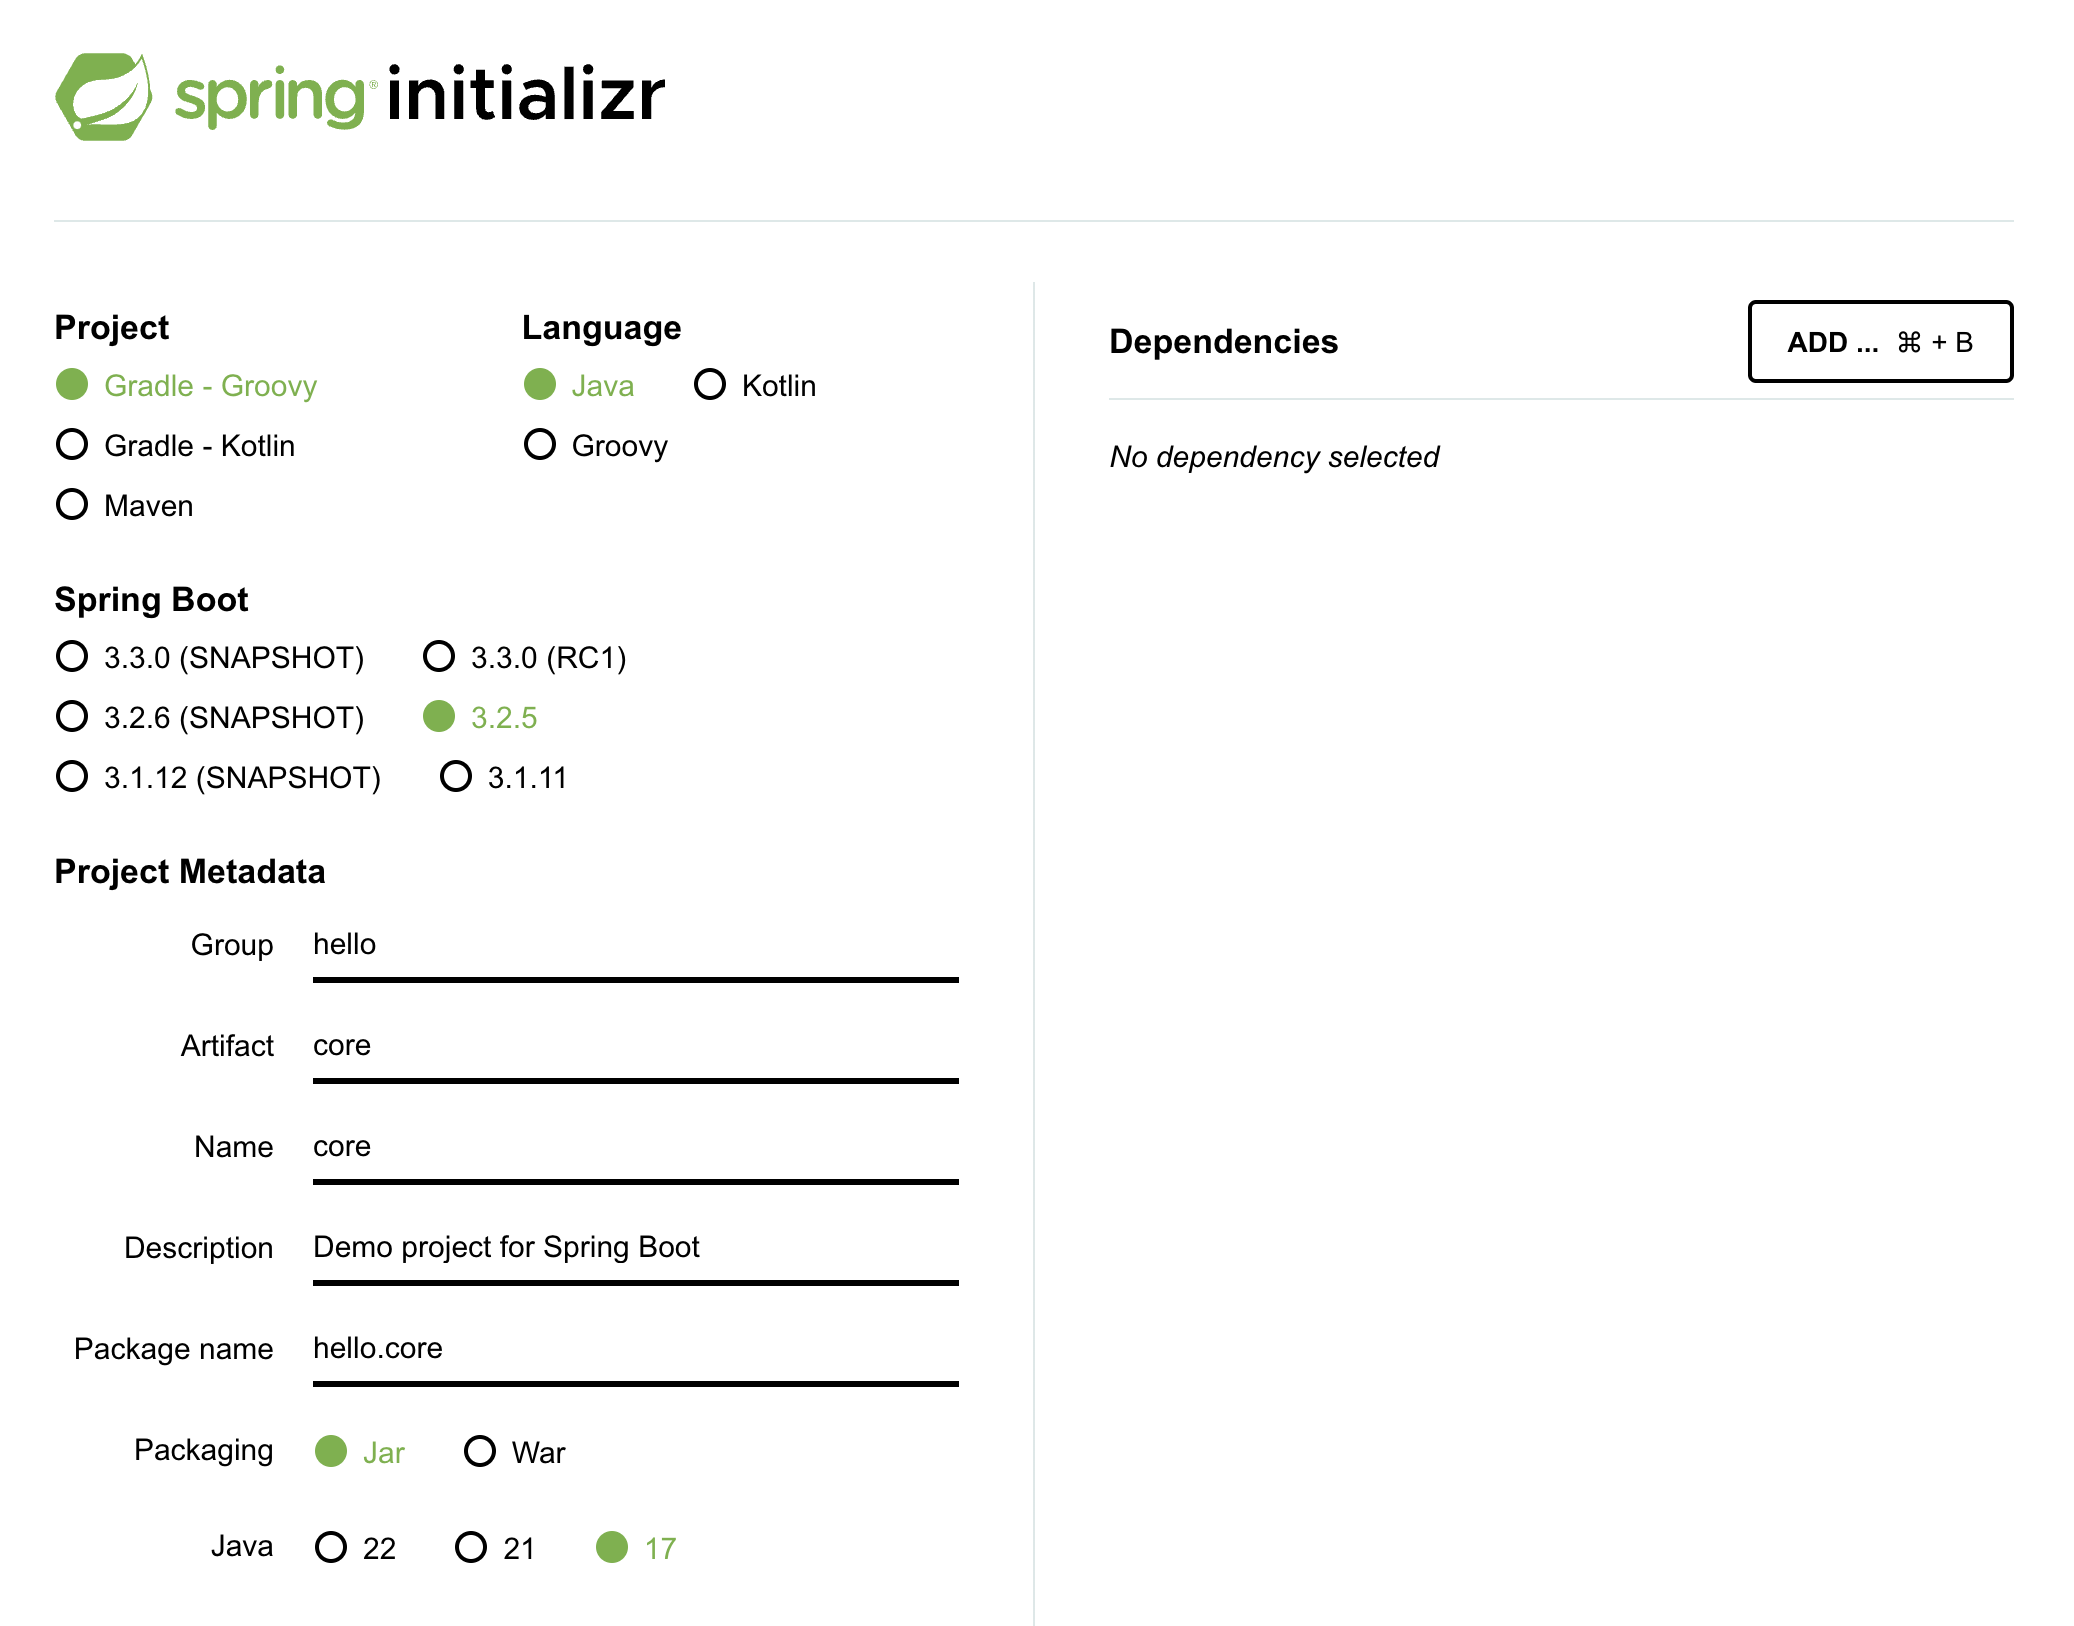 spring® initializr
Project
Gradle - Groovy
Gradle - Kotlin
Maven
Language
Java Kotlin
Groovy
Spring Boot
3.3.0 (SNAPSHOT) 3.3.0 (RC1)
3.2.6 (SNAPSHOT) 3.2.5
3.1.12 (SNAPSHOT) 3.1.11
Project Metadata
Group hello
Artifact core
Name core
Description Demo project for Spring Boot
Package name hello.core
Packaging Jar War
Java 22 21 17
Dependencies ADD ... ⌘ + B
No dependency selected